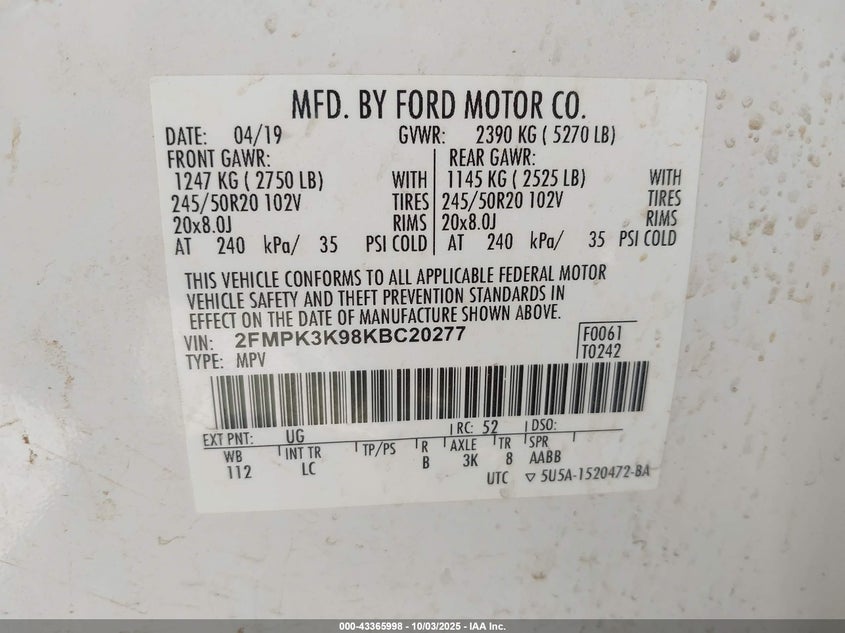 MFD. BY FORD MOTOR CO.
DATE: 04/19 GVWR: 2390 KG ( 5270 LB)
FRONT GAWR: REAR GAWR:
1247 KG ( 2750 LB) WITH 1145 KG ( 2525 LB) WITH
245/50R20 102V TIRES 245/50R20 102V TIRES
20x8.0J RIMS 20x8.0J RIMS
AT 240 kPa/ 35 PSI COLD AT 240 kPa/ 35 PSI COLD
THIS VEHICLE CONFORMS TO ALL APPLICABLE FEDERAL MOTOR
VEHICLE SAFETY AND THEFT PREVENTION STANDARDS IN
EFFECT ON THE DATE OF MANUFACTURE SHOWN ABOVE.
VIN: 2FMPK3K98KBC20277 F0061
TYPE: MPV T0242
EXT PNT: UG RC: 52 DSO:
WB INT TR TP/PS R AXLE TR SPR
112 LC B 3K 8 AABB
UTC ▽ 5U5A-1520472-BA
000-43365998 - 10/03/2025 - IAA Inc.